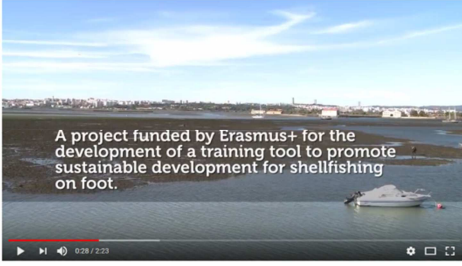 A project funded by Erasmus+ for the
development of a training tool to promote
sustainable development for shellfishing
on foot.
0:28 / 2:23